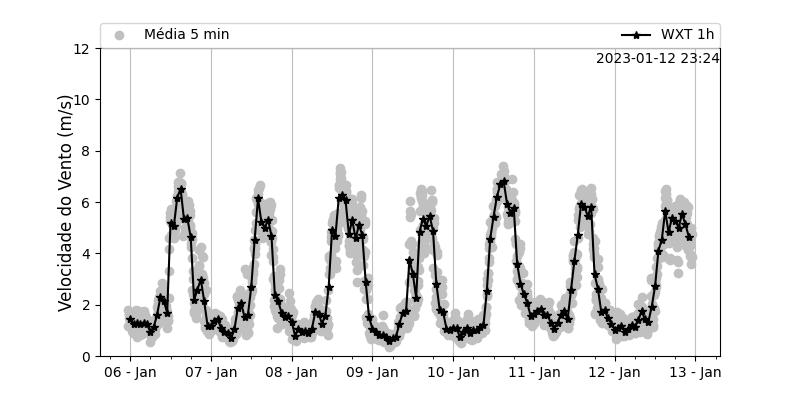 Média 5 min
WXT 1h
2023-01-12 23:24
Velocidade do Vento (m/s)
12
10
8
6
4
2
0
06 - Jan
07 - Jan
08 - Jan
09 - Jan
10 - Jan
11 - Jan
12 - Jan
13 - Jan